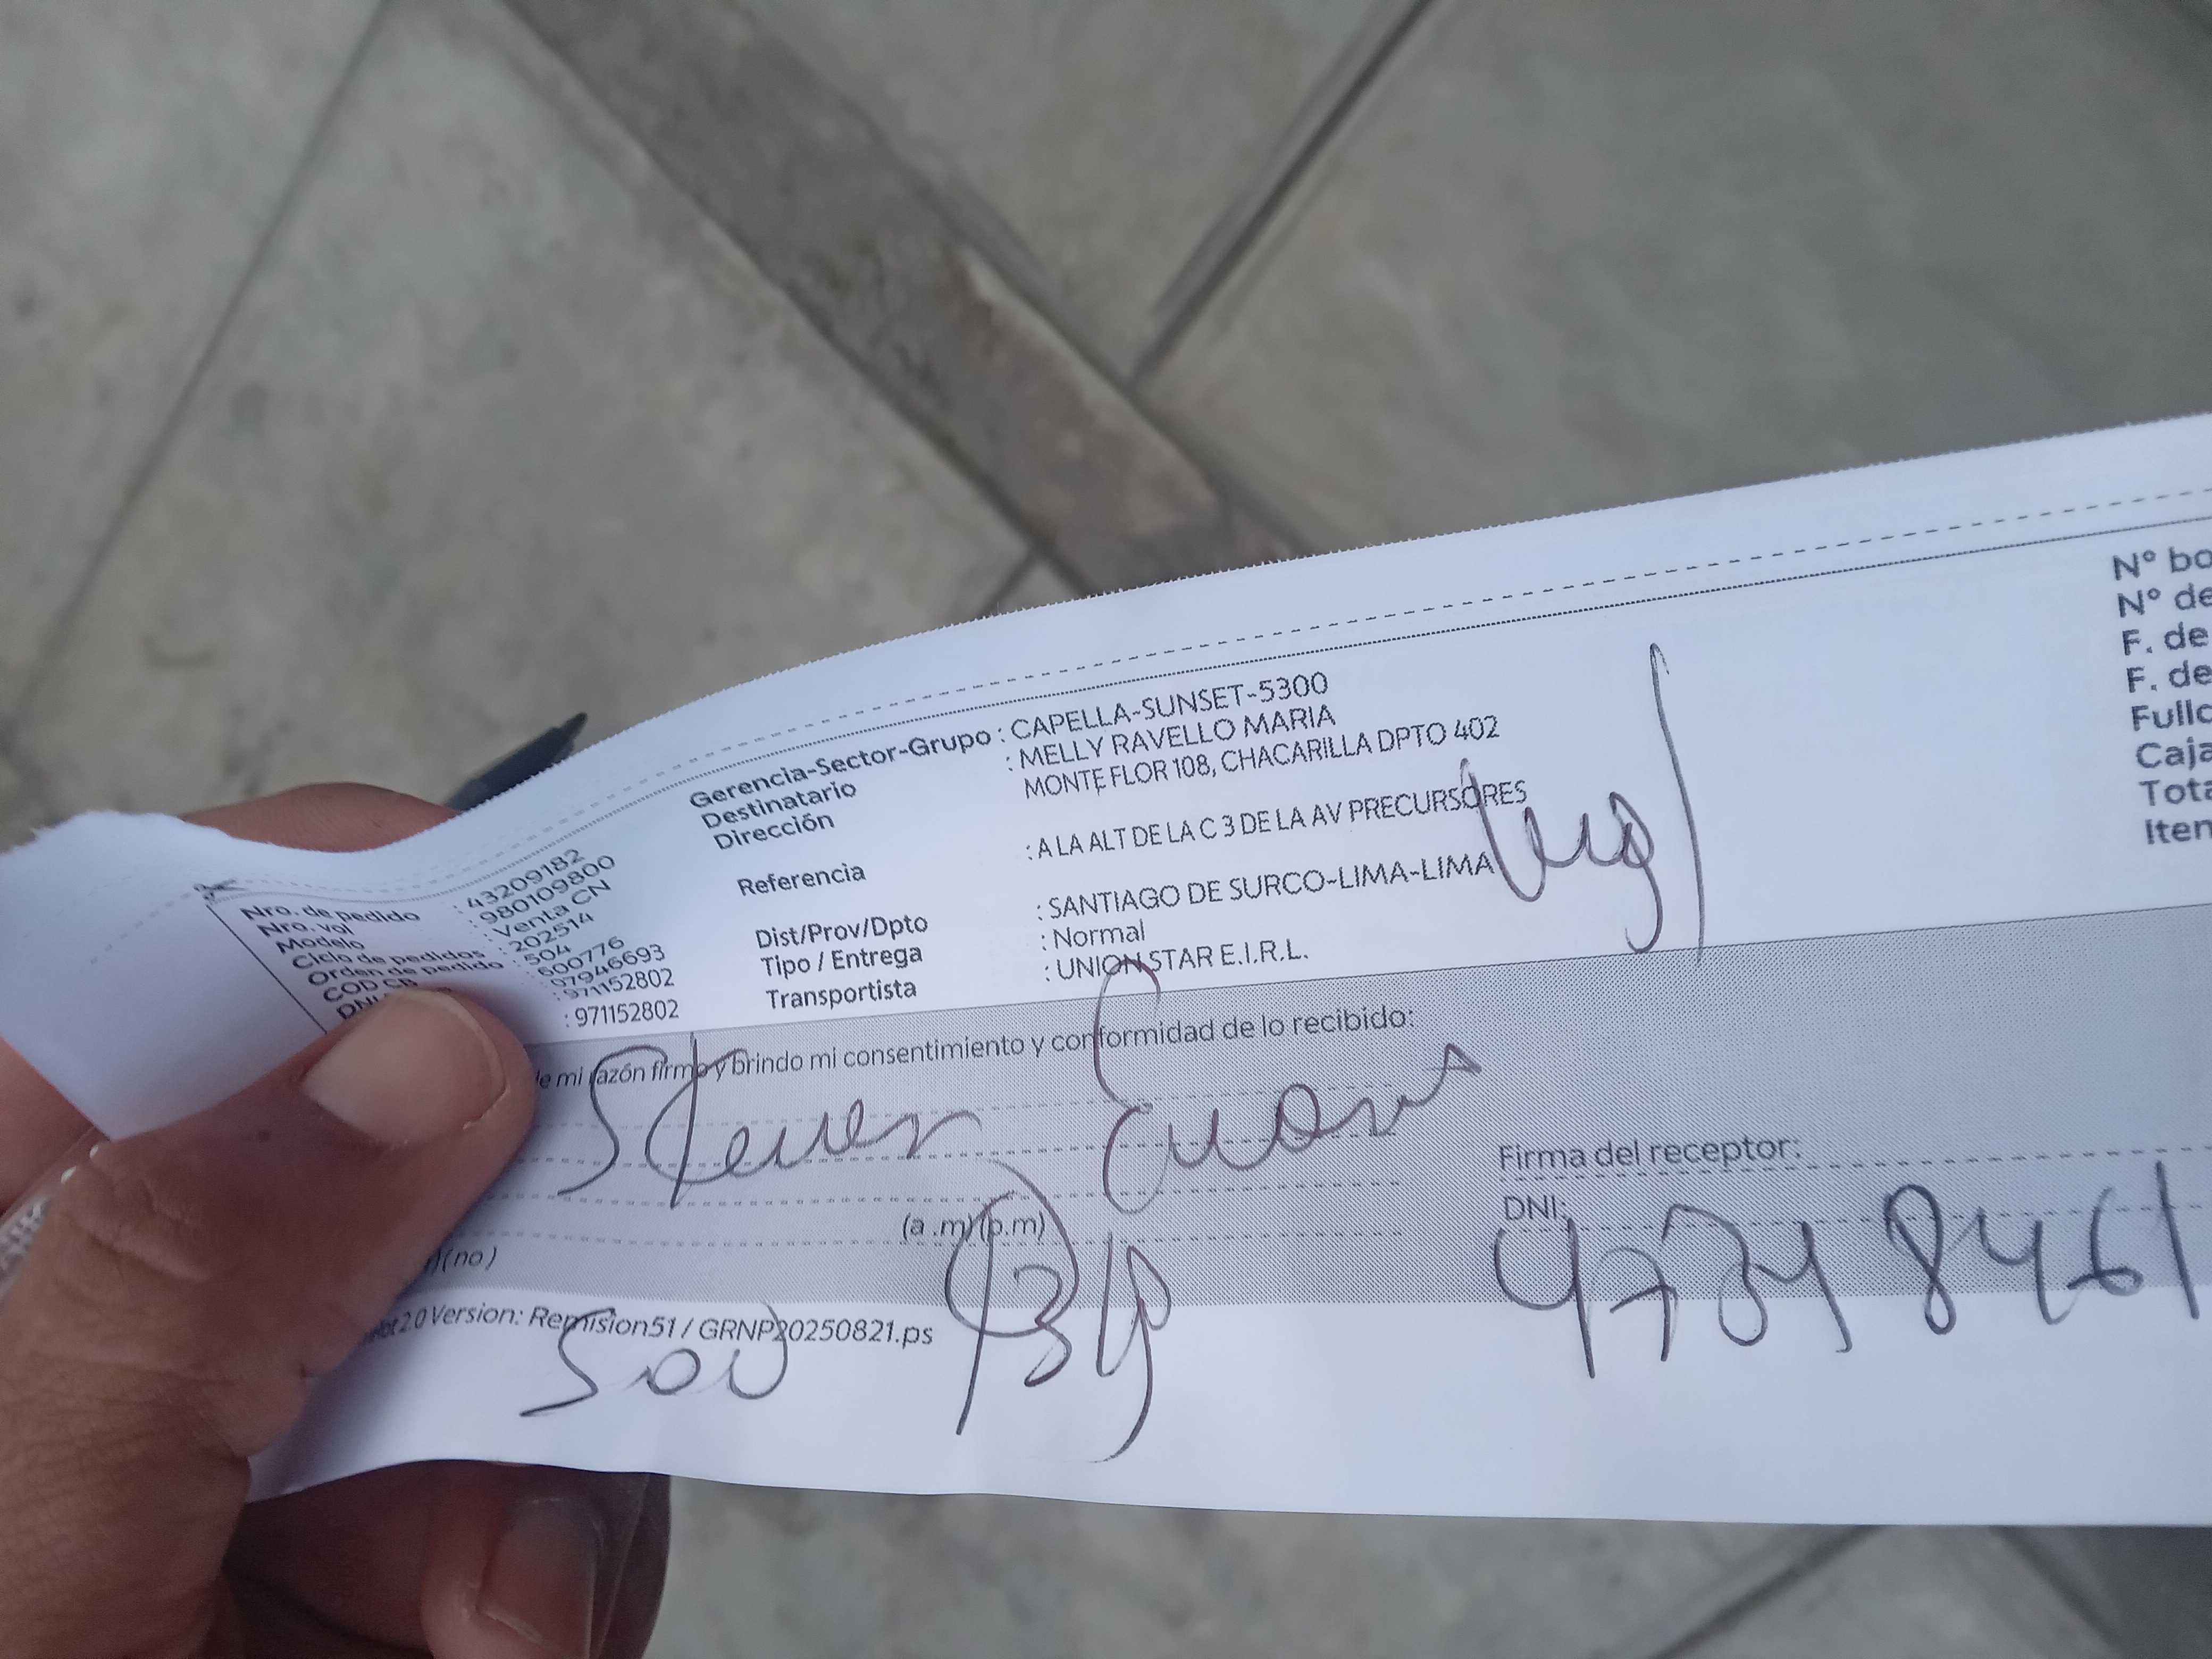 Nro. de pedido : 43209182
Nro. vol : 980109800
Modelo : Venta CN
Ciclo de pedidos : 202514
Orden de pedido : 504
COD CB : 600776
: 07946693
: 971152802
: 971152802
Gerencia-Sector-Grupo : CAPELLA-SUNSET-5300
Destinatario : MELLY RAVELLO MARIA
Dirección MONTE FLOR 108, CHACARILLA DPTO 402
Referencia : A LA ALT DE LA C 3 DE LA AV PRECURSORES
Dist/Prov/Dpto : SANTIAGO DE SURCO-LIMA-LIMA
Tipo / Entrega : Normal
Transportista : UNION STAR E.I.R.L.
N° bo
N° de
F. de
F. de
Fullc
Caja
Tota
Iten
de mi razón firmo y brindo mi consentimiento y conformidad de lo recibido:
Steven
Firma del receptor:
(a .m) (p.m)
DNI:
(no)
2.0 Version: Remision51 / GRNP20250821.ps